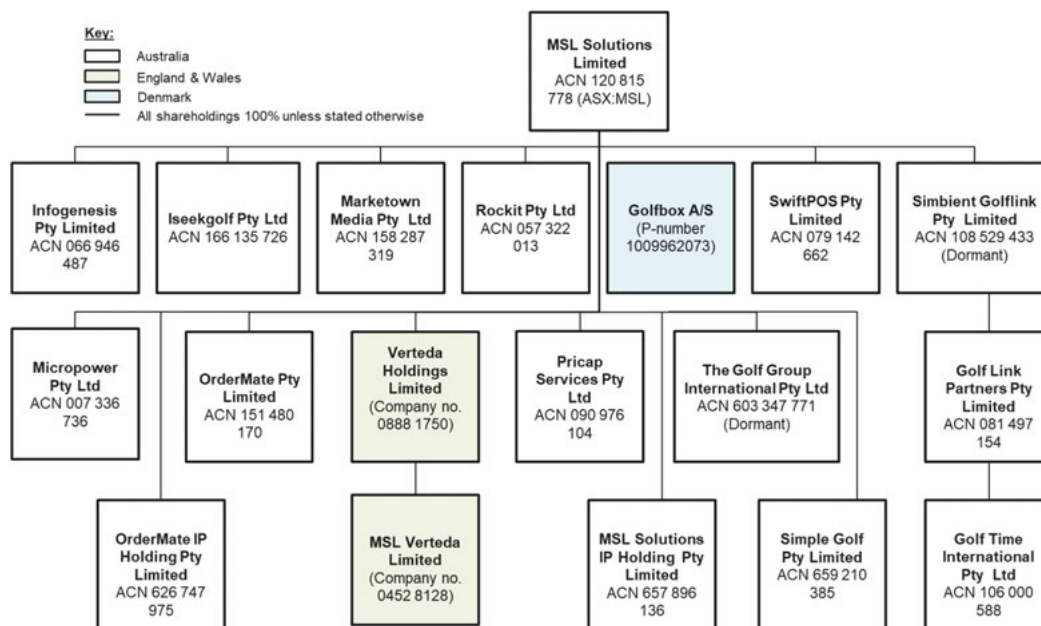 Key:
Australia
England & Wales
Denmark
All shareholdings 100% unless stated otherwise
MSL Solutions
Limited
ACN 120 815
778 (ASX:MSL)
Infogenesis
Pty Limited
ACN 066 946
487
Iseekgolf Pty Ltd
ACN 166 135 726
Marketown
Media Pty Ltd
ACN 158 287
319
Rockit Pty Ltd
ACN 057 322
013
Golfbox A/S
(P-number
1009962073)
SwiftPOS Pty
Limited
ACN 079 142
662
Simbient Golflink
Pty Limited
ACN 108 529 433
(Dormant)
Micropower
Pty Ltd
ACN 007 336
736
OrderMate Pty
Limited
ACN 151 480
170
Verteda
Holdings
Limited
(Company no.
0888 1750)
Pricap
Services Pty
Ltd
ACN 090 976
104
The Golf Group
International Pty Ltd
ACN 603 347 771
(Dormant)
Golf Link
Partners Pty
Limited
ACN 081 497
154
OrderMate IP
Holding Pty
Limited
ACN 626 747
975
MSL Verteda
Limited
(Company no.
0452 8128)
MSL Solutions
IP Holding Pty
Limited
ACN 657 896
136
Simple Golf
Pty Limited
ACN 659 210
385
Golf Time
International
Pty Ltd
ACN 106 000
588